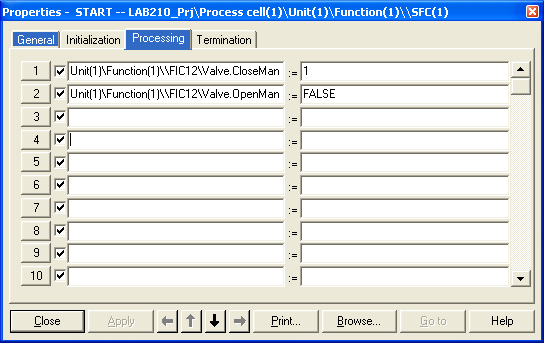 Properties - START -- LAB210_Prj\Process cell(1)\Unit(1)\Function(1)\\SFC(1)
General Initialization Processing Termination
1 Unit(1)\Function(1)\\FIC12\Valve.CloseMan := 1
2 Unit(1)\Function(1)\\FIC12\Valve.OpenMan := FALSE
3 :=
4 :=
5 :=
6 :=
7 :=
8 :=
9 :=
10 :=
Close Apply Print... Browse... Go to Help